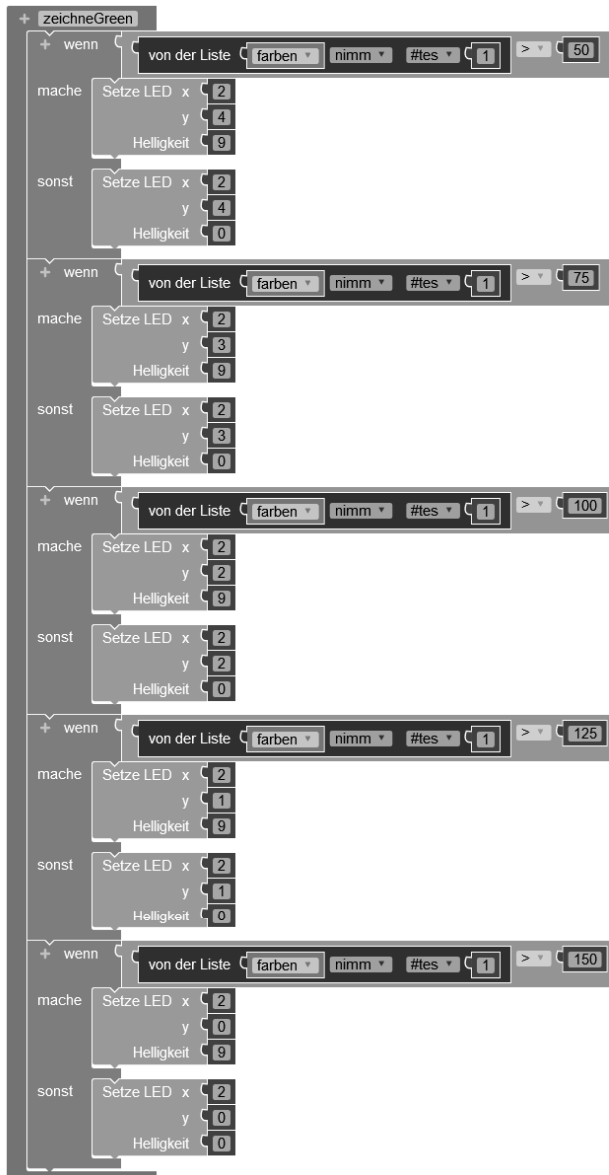 + zeichneGreen
+ wenn von der Liste farben nimm #tes 1 > 50
mache Setze LED x 2
y 4
Helligkeit 9
sonst Setze LED x 2
y 4
Helligkeit 0
+ wenn von der Liste farben nimm #tes 1 > 75
mache Setze LED x 2
y 3
Helligkeit 9
sonst Setze LED x 2
y 3
Helligkeit 0
+ wenn von der Liste farben nimm #tes 1 > 100
mache Setze LED x 2
y 2
Helligkeit 9
sonst Setze LED x 2
y 2
Helligkeit 0
+ wenn von der Liste farben nimm #tes 1 > 125
mache Setze LED x 2
y 1
Helligkeit 9
sonst Setze LED x 2
y 1
Helligkeit 0
+ wenn von der Liste farben nimm #tes 1 > 150
mache Setze LED x 2
y 0
Helligkeit 9
sonst Setze LED x 2
y 0
Helligkeit 0